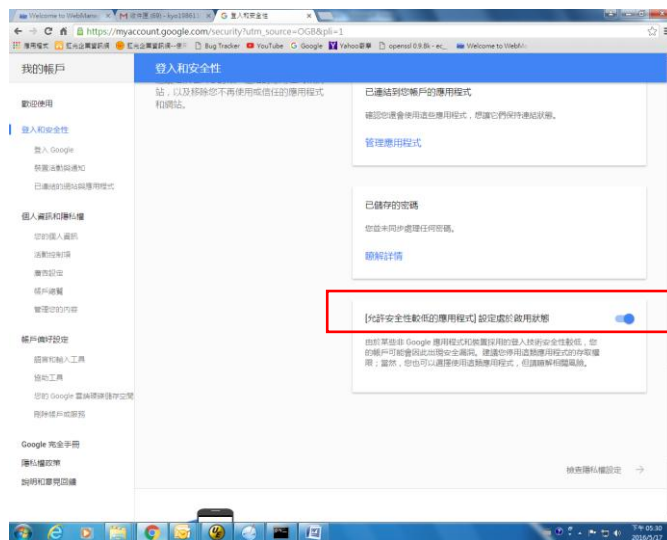 Welcome to WebMana
G 登入和安全性
https://myaccount.google.com/security?utm_source=OGB&pli=1
應用程式
Bug Tracker
YouTube
Google
Yahoo奇摩
openssl 0.9.8k - ec_
Welcome to WebMa
我的帳戶
登入和安全性
站,以及移除您不再使用或信任的應用程式
和網站。
歡迎使用
登入和安全性
登入 Google
裝置活動與通知
已連結的網站與應用程式
個人資訊和隱私權
您的個人資訊
活動控制項
廣告設定
帳戶總覽
管理您的內容
帳戶偏好設定
語言和輸入工具
協助工具
您的 Google 雲端硬碟儲存空間
刪除帳戶或服務
Google 完全手冊
隱私權政策
說明和意見回饋
已連結到您帳戶的應用程式
確認您還會使用這些應用程式,想讓它們保持連結狀態。
管理應用程式
已儲存的密碼
您並未同步處理任何密碼。
瞭解詳情
[允許安全性較低的應用程式] 設定處於啟用狀態
由於某些非 Google 應用程式和裝置採用的登入技術安全性較低,您
的帳戶可能會因此出現安全漏洞。建議您停用這類應用程式的存取權
限;當然,您也可以選擇使用這類應用程式,但請瞭解相關風險。
檢查隱私權設定
下午 05:30
2016/5/17